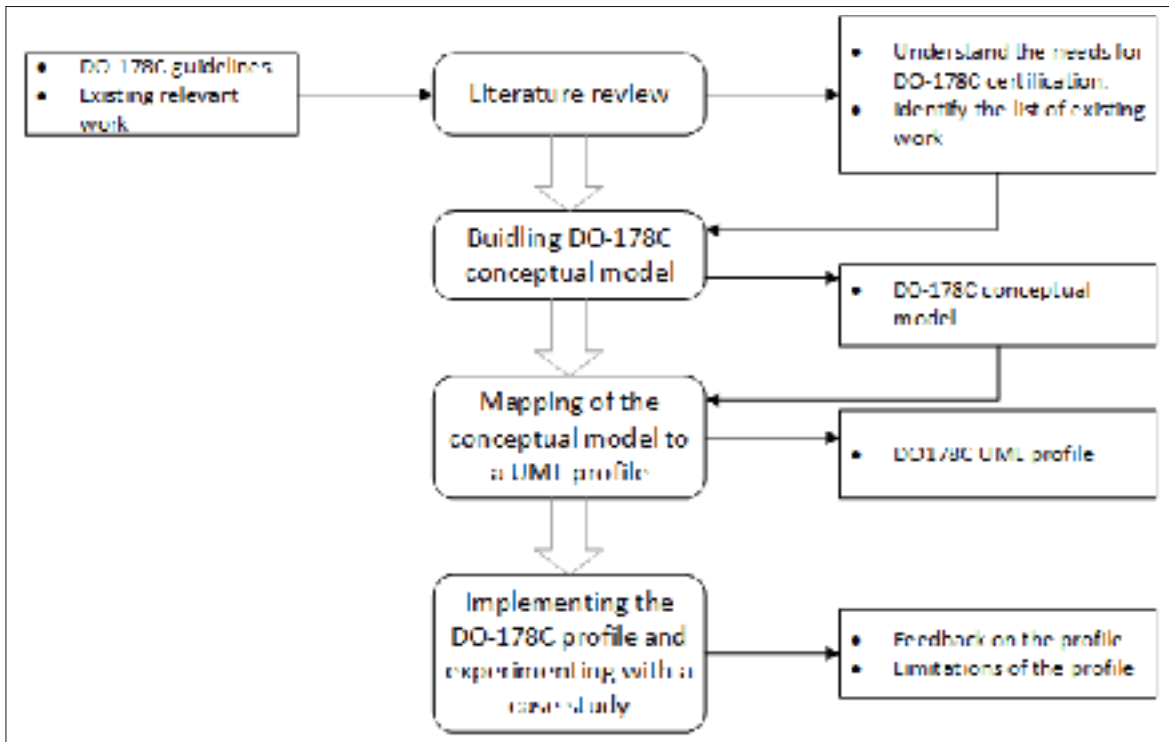 • DO-178C guidelines
• Existing relevant
work
Literature review
• Understand the needs for
DO-178C certification.
• Identify the list of existing
work
Buidling DO-178C
conceptual model
• DO-178C conceptual
model
Mapping of the
conceptual model to
a UML profile
• DO178C UML profile
Implementing the
DO-178C profile and
experimenting with a
case study
• Feedback on the profile
• Limitations of the profile